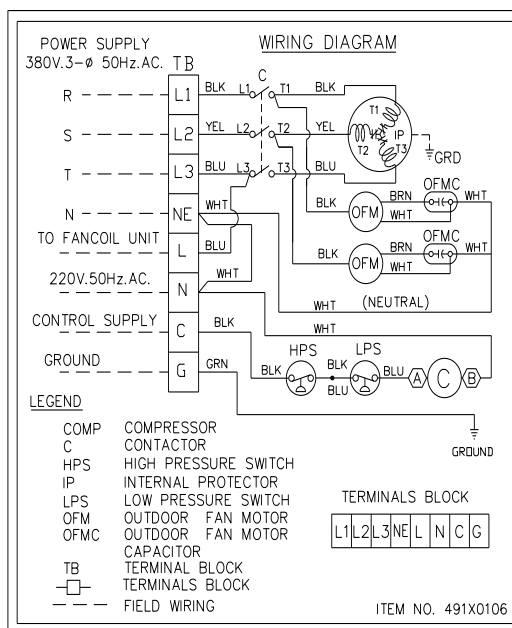 WIRING DIAGRAM
POWER SUPPLY
380V.3-ø 50Hz.AC. TB
R L1 BLK L1 C T1 BLK
S L2 YEL L2 T2 YEL
T L3 BLU L3 T3 BLU
T1
T2
T3
IP
GRD
N NE WHT
TO FANCOIL UNIT L BLU
220V.50Hz.AC. N WHT
CONTROL SUPPLY C BLK
GROUND G GRN
BLK OFM BRN OFMC WHT
WHT
BLK OFM BRN OFMC WHT
WHT
WHT (NEUTRAL)
WHT
HPS LPS
BLK BLK BLU BLU A C B
GROUND
LEGEND
COMP COMPRESSOR
C CONTACTOR
HPS HIGH PRESSURE SWITCH
IP INTERNAL PROTECTOR
LPS LOW PRESSURE SWITCH
OFM OUTDOOR FAN MOTOR
OFMC OUTDOOR FAN MOTOR
CAPACITOR
TB TERMINAL BLOCK
TERMINALS BLOCK
FIELD WIRING
TERMINALS BLOCK
L1 L2 L3 NE L N C G
ITEM NO. 491X0106